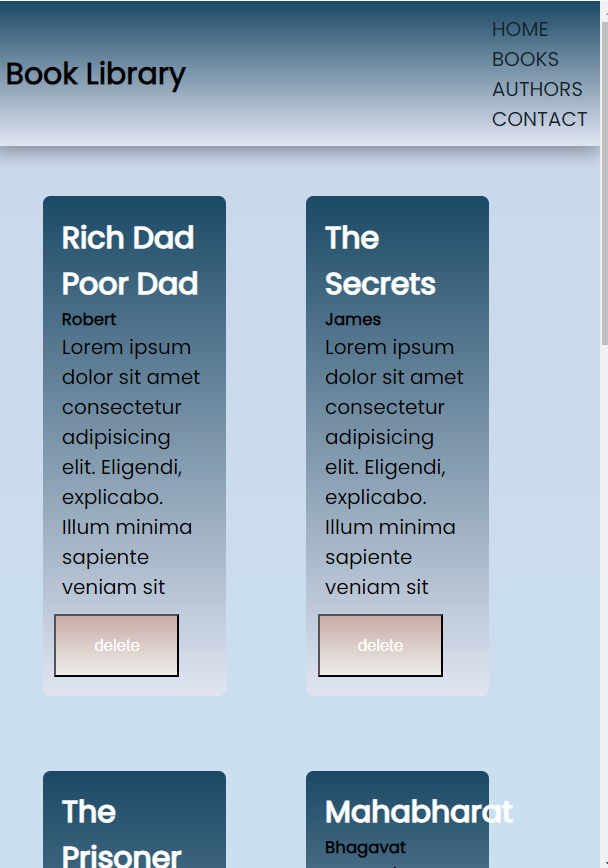 Book Library
HOME
BOOKS
AUTHORS
CONTACT
Rich Dad
Poor Dad
Robert
Lorem ipsum
dolor sit amet
consectetur
adipisicing
elit. Eligendi,
explicabo.
Illum minima
sapiente
veniam sit
delete
The
Secrets
James
Lorem ipsum
dolor sit amet
consectetur
adipisicing
elit. Eligendi,
explicabo.
Illum minima
sapiente
veniam sit
delete
The
Prisoner
Mahabharat
Bhagavat